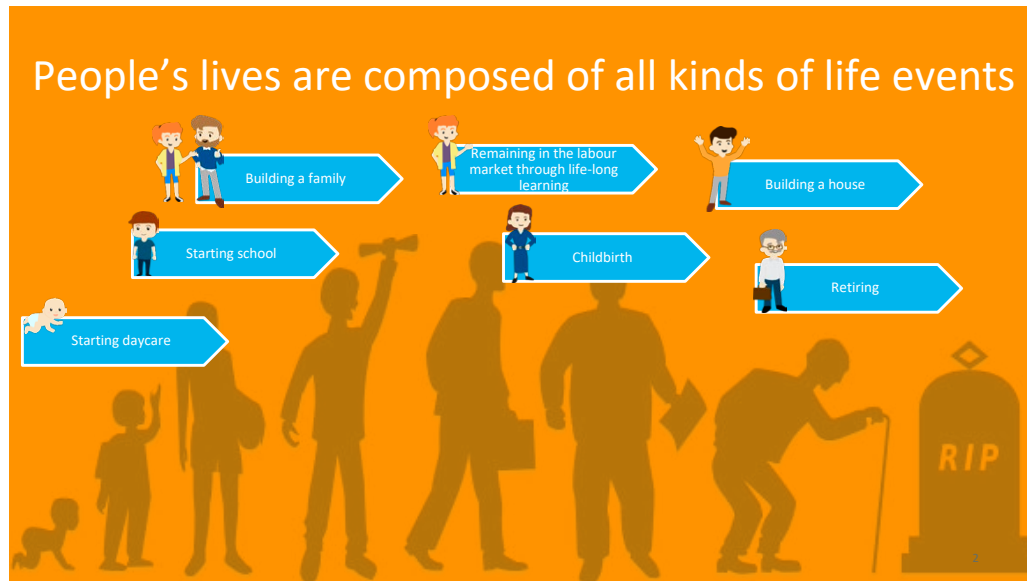 People’s lives are composed of all kinds of life events
Building a family
Remaining in the labour
market through life-long
learning
Building a house
Starting school
Childbirth
Retiring
Starting daycare
RIP
2